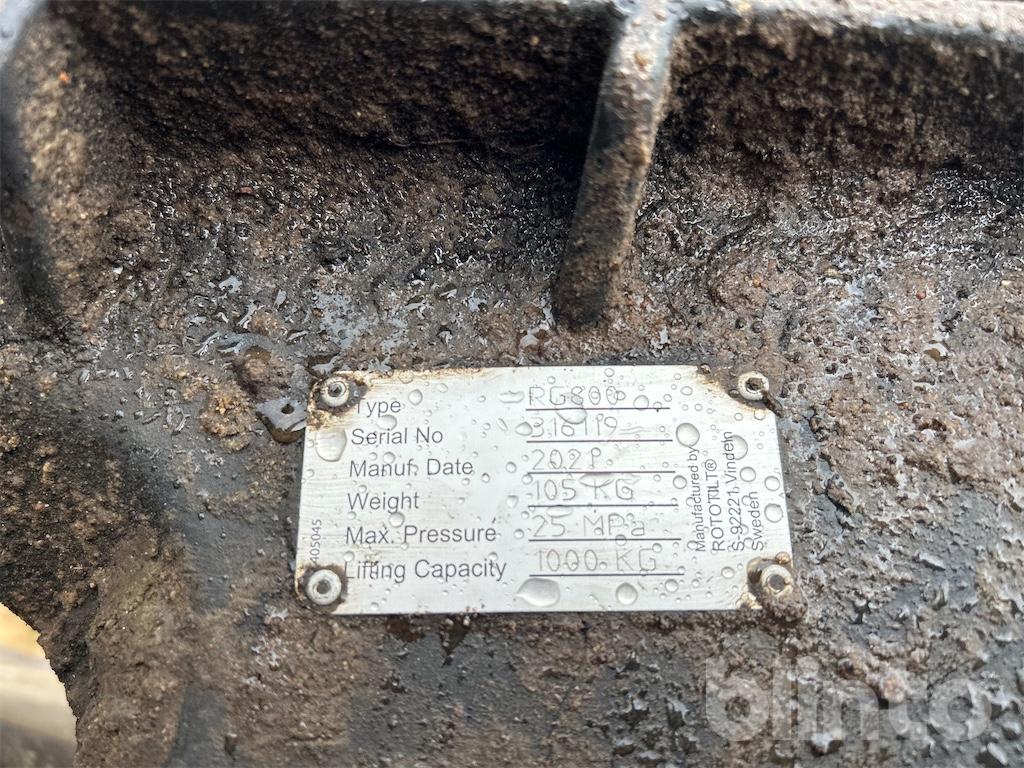 Type RG800
Serial No 316119
Manuf. Date
Weight 105 KG
Max. Pressure 25 MPa
Lifting Capacity 1000 KG
405045
Manufactured by
ROTOTILT®
S-92221 Vindeln
Sweden
blinto